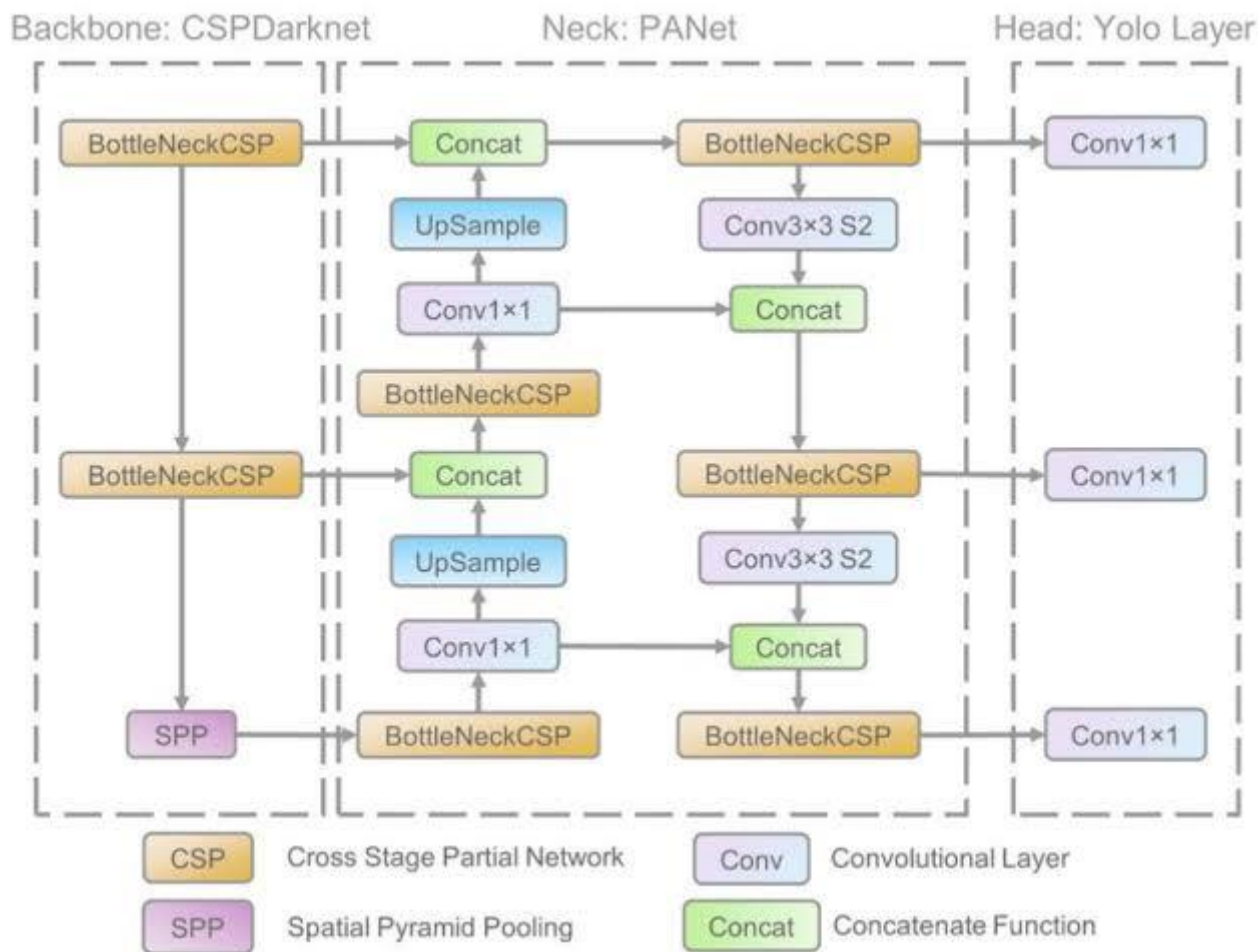 Backbone: CSPDarknet
Neck: PANet
Head: Yolo Layer
BottleNeckCSP
Concat
BottleNeckCSP
Conv1×1
UpSample
Conv3×3 S2
Conv1×1
Concat
BottleNeckCSP
BottleNeckCSP
Concat
BottleNeckCSP
Conv1×1
UpSample
Conv3×3 S2
Conv1×1
Concat
SPP
BottleNeckCSP
BottleNeckCSP
Conv1×1
CSP
Cross Stage Partial Network
Conv
Convolutional Layer
SPP
Spatial Pyramid Pooling
Concat
Concatenate Function